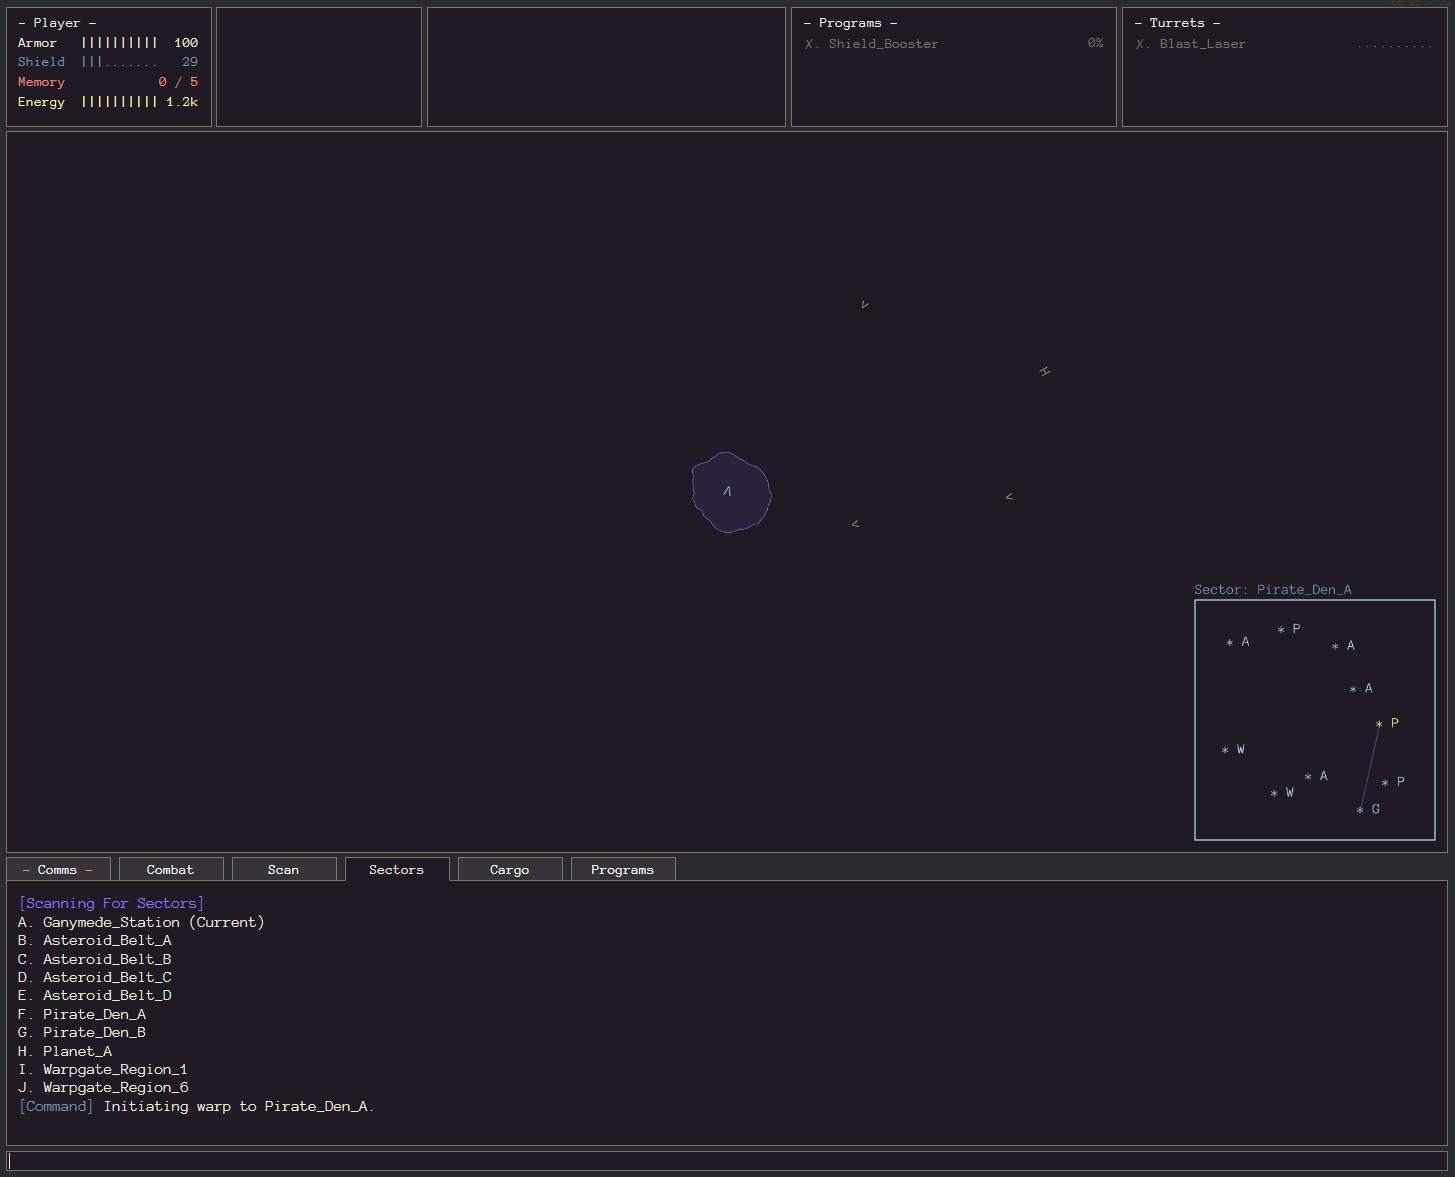 - Player -
Armor |||||||||| 100
Shield |||....... 29
Memory 0 / 5
Energy |||||||||| 1.2k
- Programs -
X. Shield_Booster 0%
- Turrets -
X. Blast_Laser ..........
Sector: Pirate_Den_A
* A
* P
* A
* A
* P
* W
* A
* P
* W
* G
- Comms -
Combat
Scan
Sectors
Cargo
Programs
[Scanning For Sectors]
A. Ganymede_Station (Current)
B. Asteroid_Belt_A
C. Asteroid_Belt_B
D. Asteroid_Belt_C
E. Asteroid_Belt_D
F. Pirate_Den_A
G. Pirate_Den_B
H. Planet_A
I. Warpgate_Region_1
J. Warpgate_Region_6
[Command] Initiating warp to Pirate_Den_A.